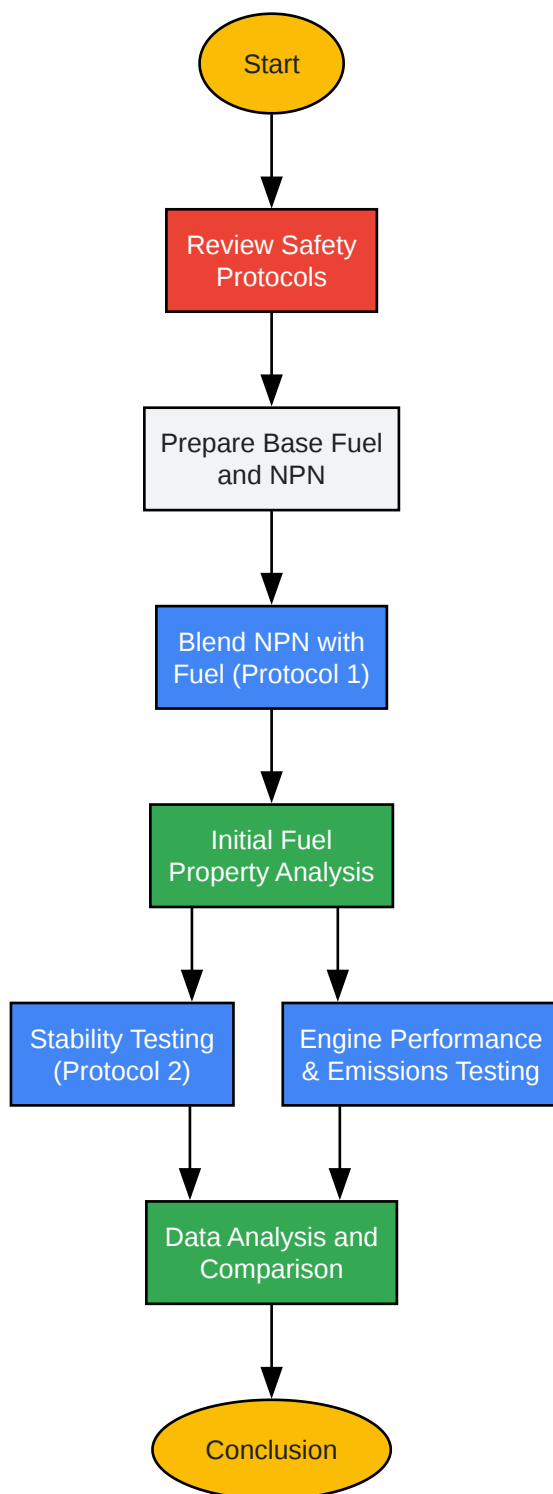 Start
Review Safety
Protocols
Prepare Base Fuel
and NPN
Blend NPN with
Fuel (Protocol 1)
Initial Fuel
Property Analysis
Stability Testing
(Protocol 2)
Engine Performance
& Emissions Testing
Data Analysis and
Comparison
Conclusion